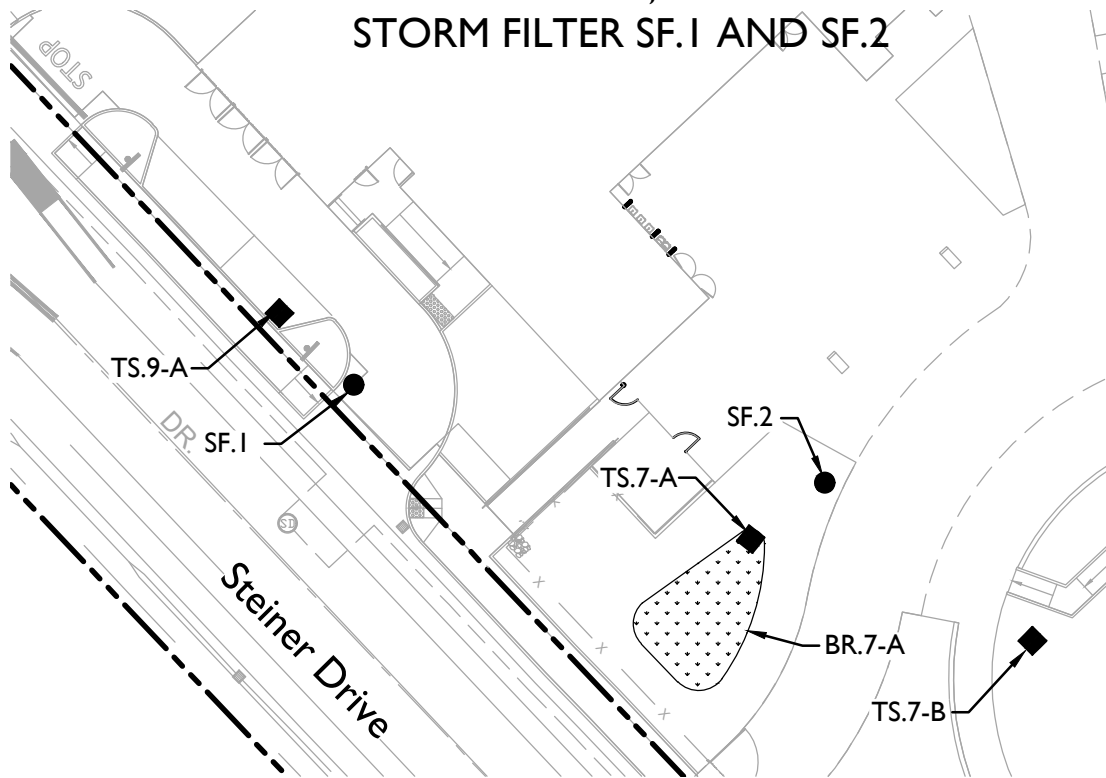 STORM FILTER SF.1 AND SF.2
STOP
TS.9-A
SF.1
DR.
SF.2
TS.7-A
SD
Steiner Drive
BR.7-A
TS.7-B